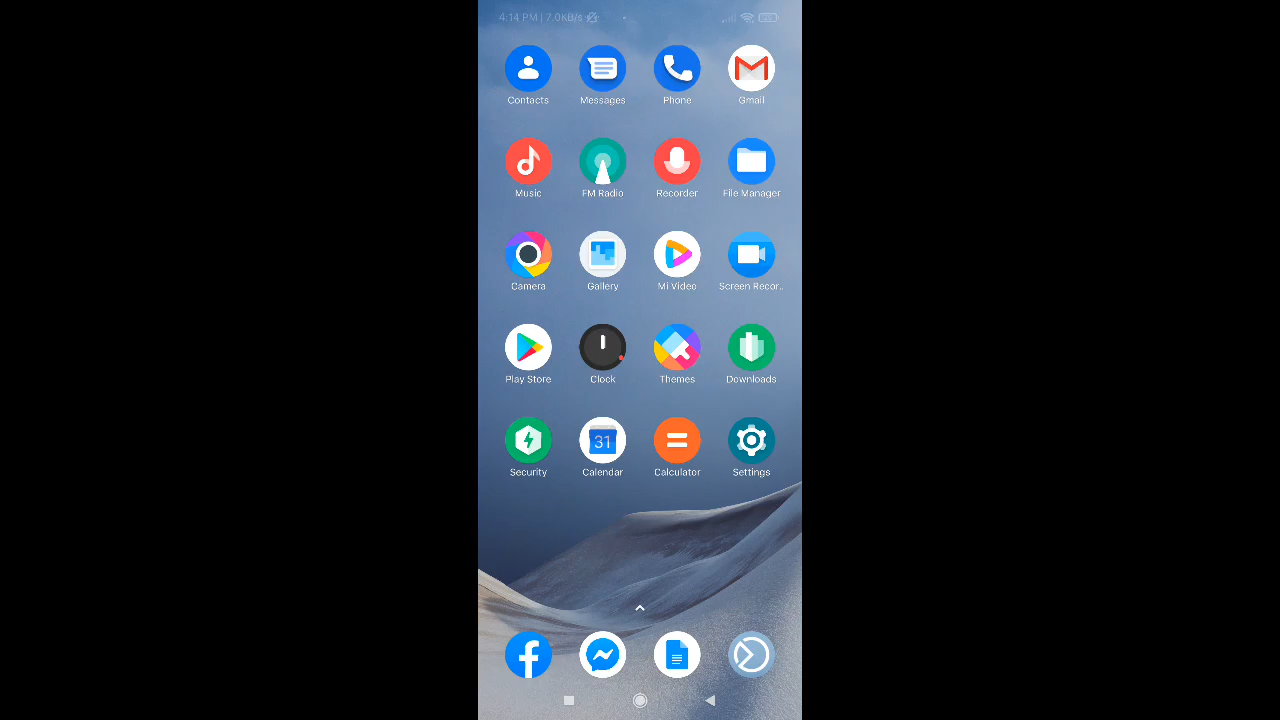 4:14 PM | 7.0KB/s
Contacts
Messages
Phone
Gmail
Music
FM Radio
Recorder
File Manager
Camera
Gallery
Mi Video
Screen Recor..
Play Store
Clock
Themes
Downloads
31
Security
Calendar
Calculator
Settings